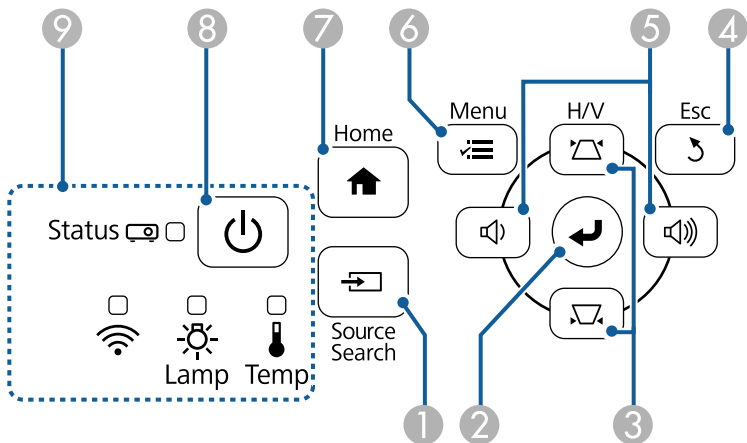 9 8 7 6 5 4
Menu H/V Esc
Home
Status
Source
Search
Lamp Temp
1 2 3